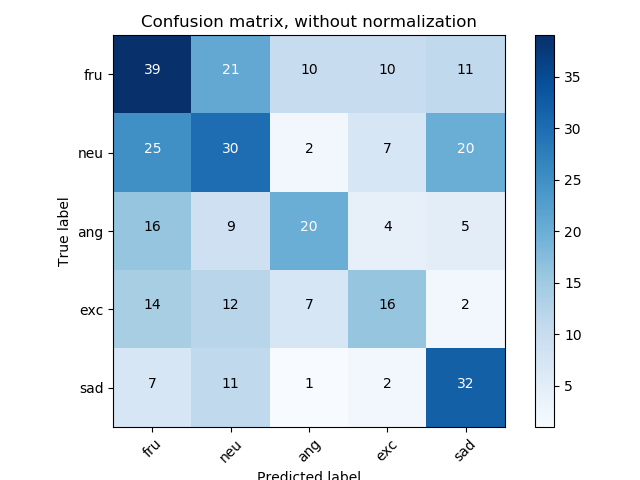 Confusion matrix, without normalization
fru 39 21 10 10 11
neu 25 30 2 7 20
ang 16 9 20 4 5
exc 14 12 7 16 2
sad 7 11 1 2 32
fru neu ang exc sad
True label
Predicted label
35
30
25
20
15
10
5